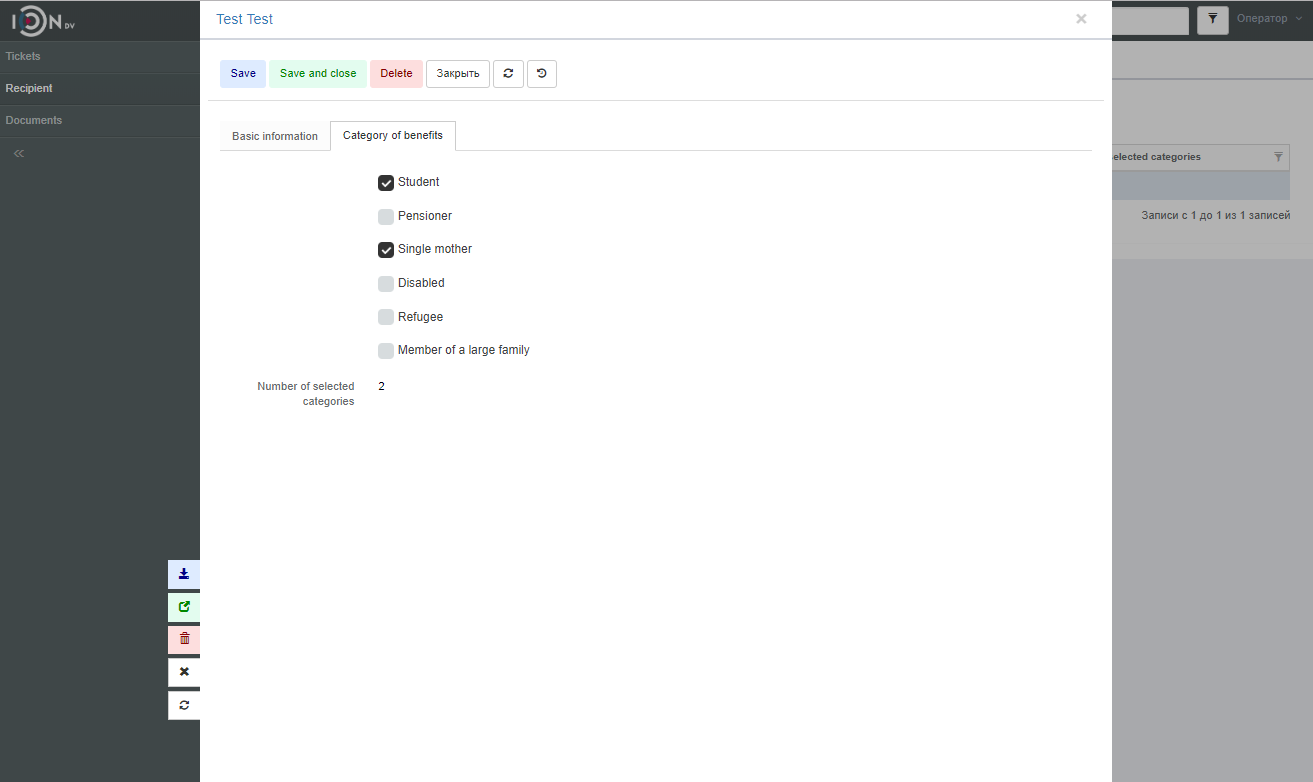 ION DV
Test Test
×
Оператор
Tickets
Recipient
Documents
Save
Save and close
Delete
Закрыть
Basic information
Category of benefits
Student
Pensioner
Single mother
Disabled
Refugee
Member of a large family
Number of selected
categories
2
elected categories
Записи с 1 до 1 из 1 записей